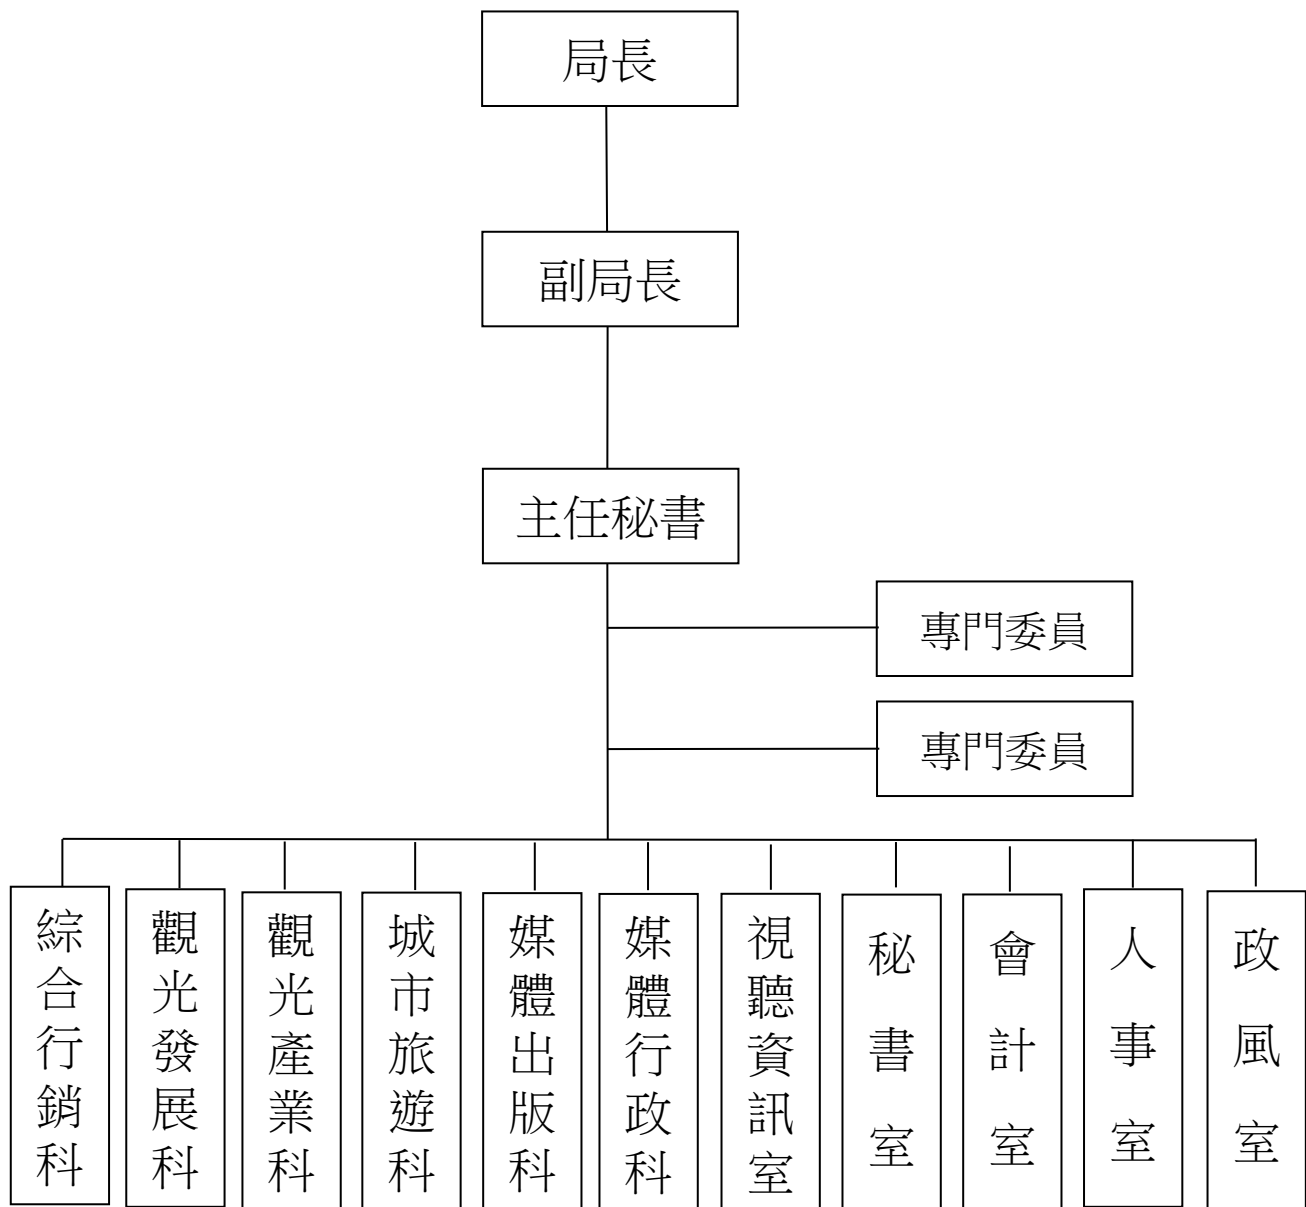 局長
副局長
主任秘書
專門委員
專門委員
綜合行銷科
觀光發展科
觀光產業科
城市旅遊科
媒體出版科
媒體行政科
視聽資訊室
秘書室
會計室
人事室
政風室